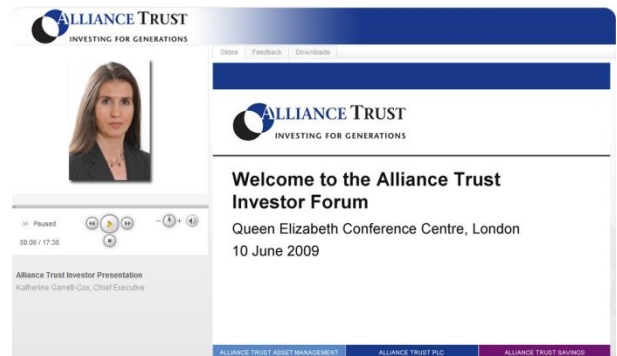 ALLIANCE TRUST
INVESTING FOR GENERATIONS
Slides Feedback Downloads
ALLIANCE TRUST
INVESTING FOR GENERATIONS
Welcome to the Alliance Trust
Investor Forum
Queen Elizabeth Conference Centre, London
10 June 2009
Paused
00:06 / 17:38
Alliance Trust Investor Presentation
Katherine Garrett-Cox, Chief Executive
ALLIANCE TRUST ASSET MANAGEMENT ALLIANCE TRUST PLC ALLIANCE TRUST SAVINGS